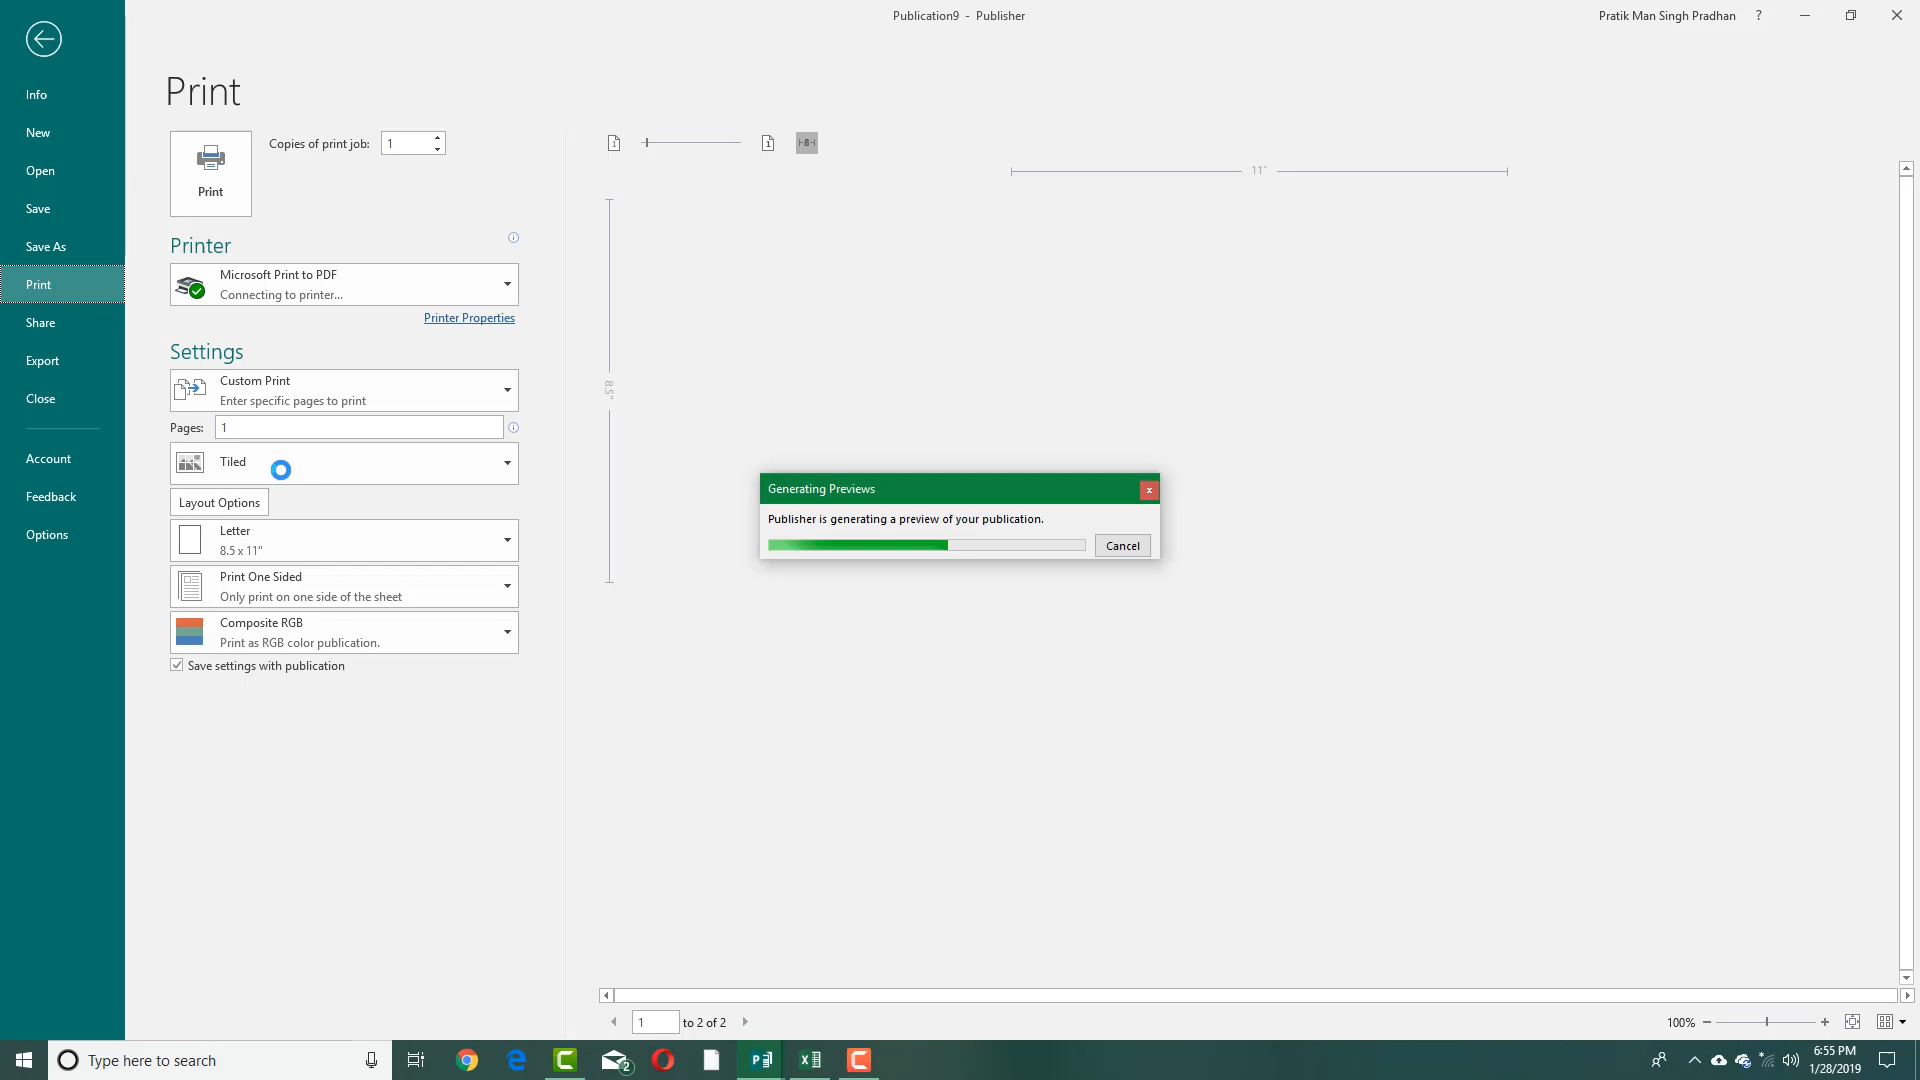 Publication9 - Publisher
Pratik Man Singh Pradhan
?
Info
New
Open
Save
Save As
Print
Share
Export
Close
Account
Feedback
Options
Print
Print
Copies of print job: 1
Printer
Microsoft Print to PDF
Connecting to printer...
Printer Properties
Settings
Custom Print
Enter specific pages to print
Pages: 1
Tiled
Layout Options
Letter
8.5 x 11"
Print One Sided
Only print on one side of the sheet
Composite RGB
Print as RGB color publication.
Save settings with publication
1
1
8
11"
8.5"
Generating Previews
x
Publisher is generating a preview of your publication.
Cancel
1 to 2 of 2
100%
Type here to search
2
6:55 PM
1/28/2019